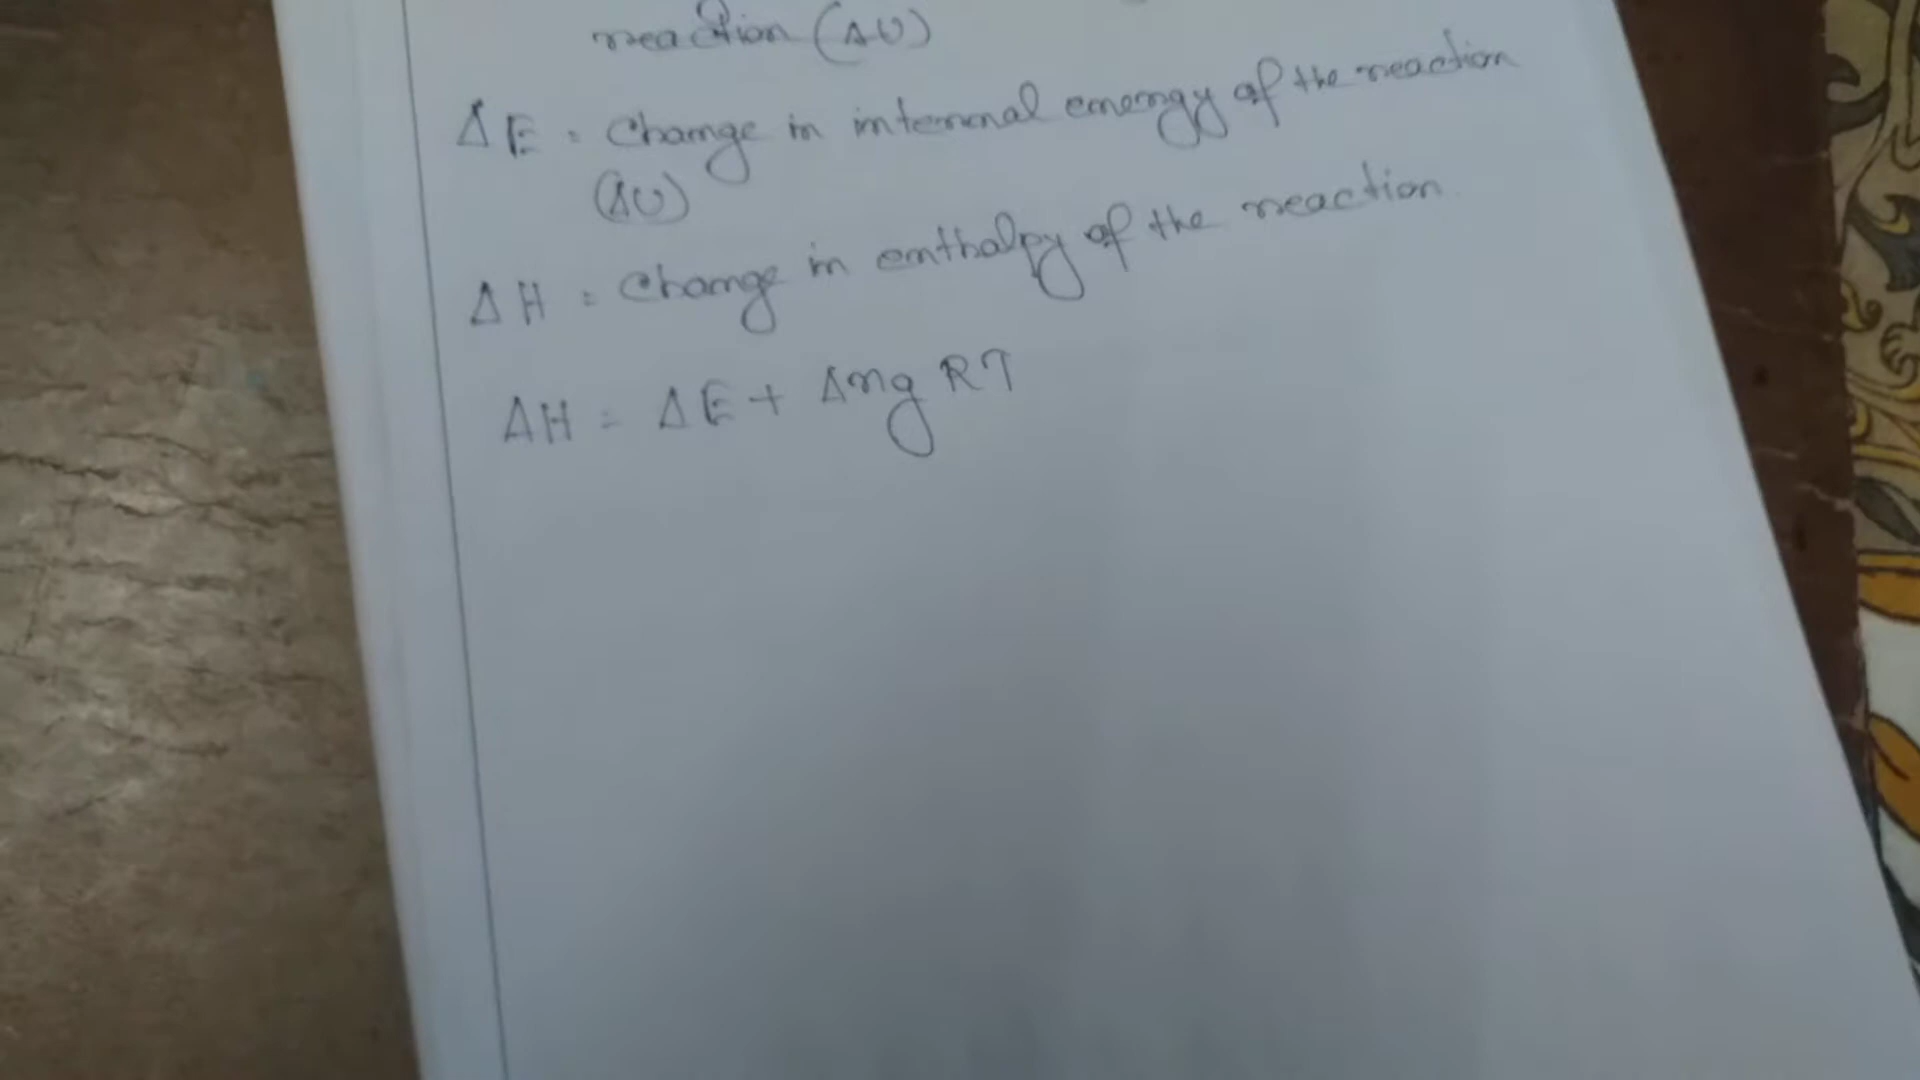 reaction (ΔU)
ΔE = Change in internal energy of the reaction
(ΔU)
ΔH = Change in enthalpy of the reaction
ΔH = ΔE + Δng RT